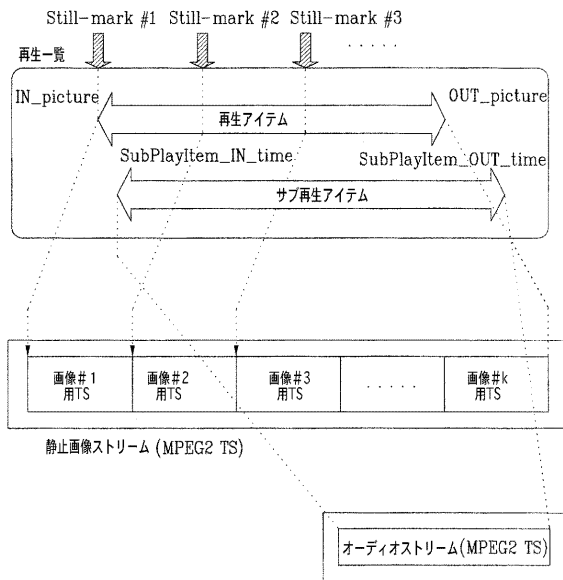 Still-mark #1
Still-mark #2
Still-mark #3
.....
再生一覧
IN_picture
OUT_picture
再生アイテム
SubPlayItem_IN_time
SubPlayItem_OUT_time
サブ再生アイテム
画像#1
用TS
画像#2
用TS
画像#3
用TS
.....
画像#k
用TS
静止画像ストリーム (MPEG2 TS)
オーディオストリーム(MPEG2 TS)